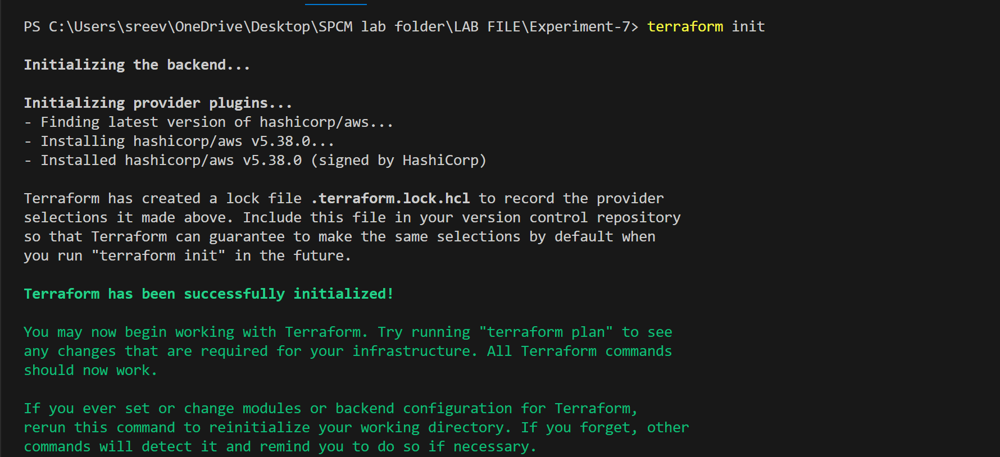 PS C:\Users\sreev\OneDrive\Desktop\SPCM lab folder\LAB FILE\Experiment-7> terraform init
Initializing the backend...
Initializing provider plugins...
- Finding latest version of hashicorp/aws...
- Installing hashicorp/aws v5.38.0...
- Installed hashicorp/aws v5.38.0 (signed by HashiCorp)
Terraform has created a lock file .terraform.lock.hcl to record the provider
selections it made above. Include this file in your version control repository
so that Terraform can guarantee to make the same selections by default when
you run "terraform init" in the future.
Terraform has been successfully initialized!
You may now begin working with Terraform. Try running "terraform plan" to see
any changes that are required for your infrastructure. All Terraform commands
should now work.
If you ever set or change modules or backend configuration for Terraform,
rerun this command to reinitialize your working directory. If you forget, other
commands will detect it and remind you to do so if necessary.